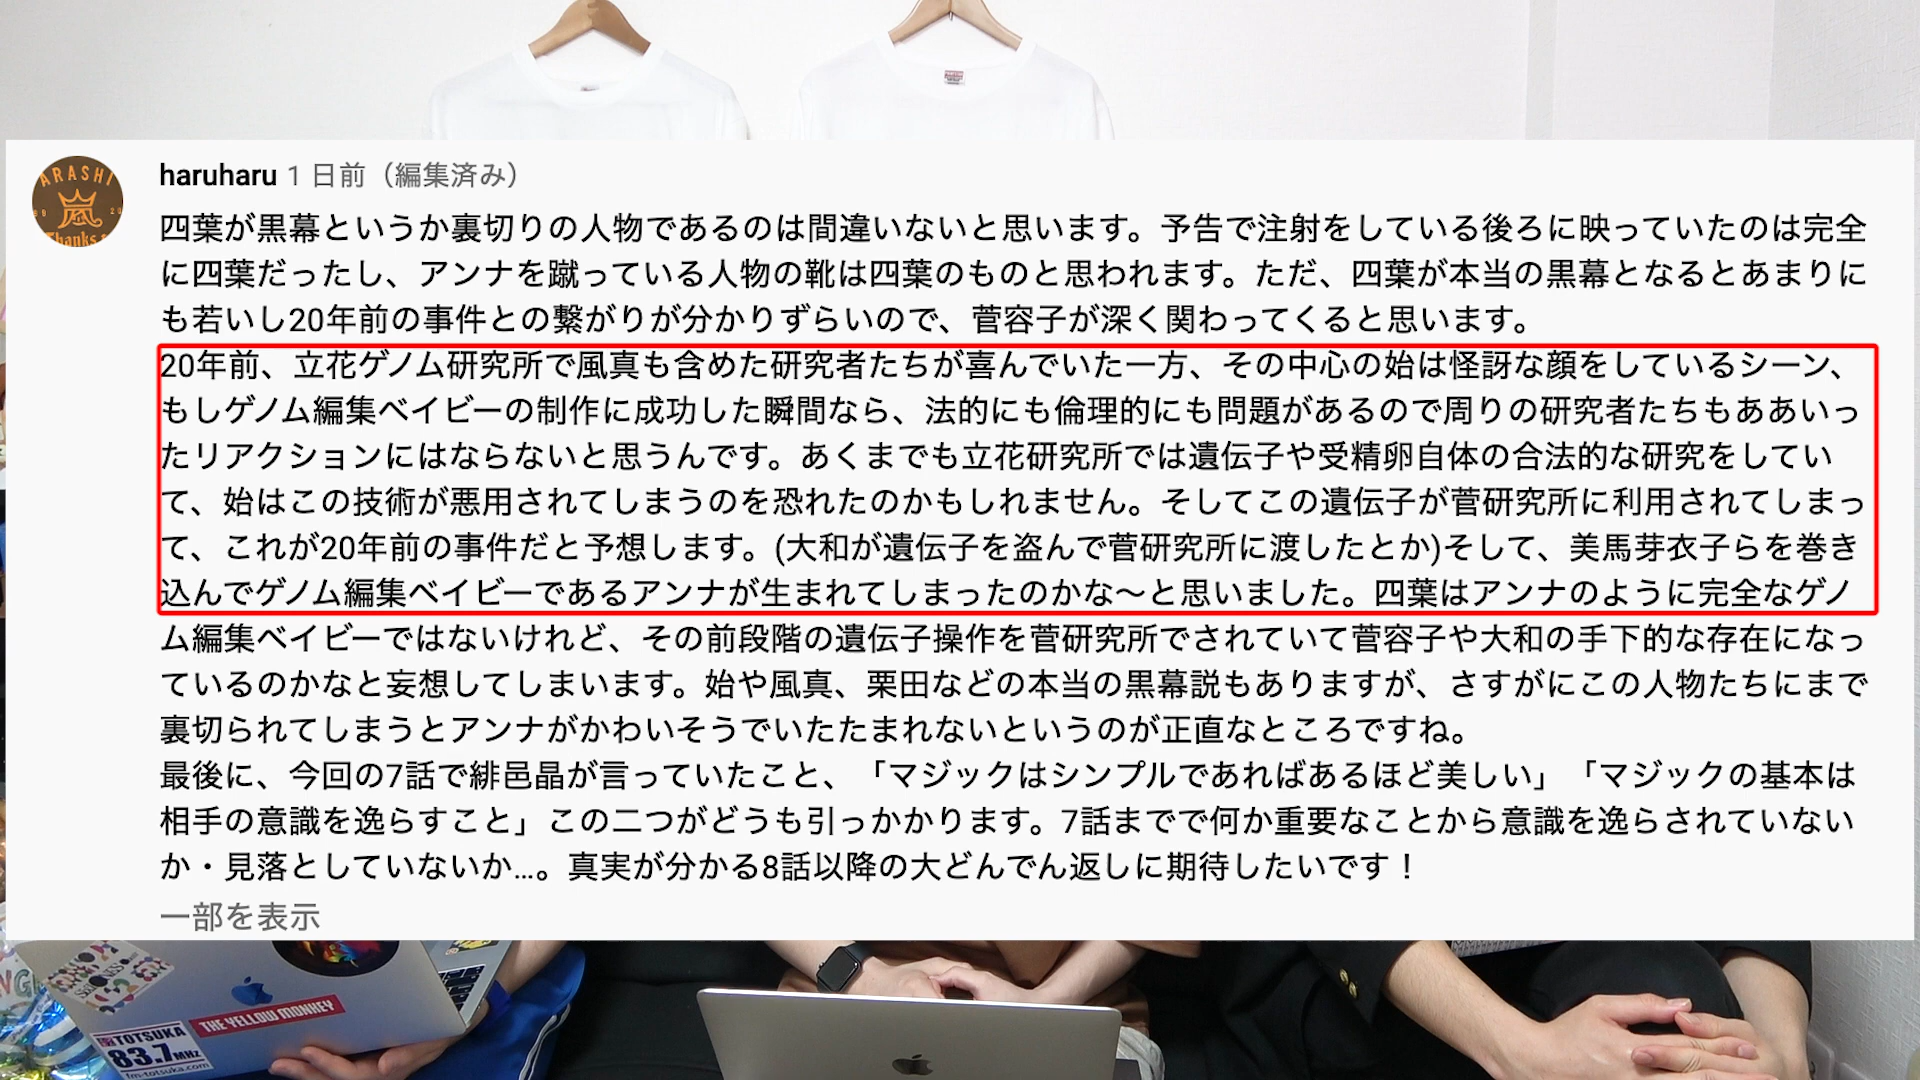 haruharu 1 日前（編集済み）
四葉が黒幕というか裏切りの人物であるのは間違いないと思います。予告で注射をしている後ろに映っていたのは完全
に四葉だったし、アンナを蹴っている人物の靴は四葉のものと思われます。ただ、四葉が本当の黒幕となるとあまりに
も若いし20年前の事件との繋がりが分かりずらいので、菅容子が深く関わってくると思います。
20年前、立花ゲノム研究所で風真も含めた研究者たちが喜んでいた一方、その中心の始は怪訝な顔をしているシーン、
もしゲノム編集ベイビーの制作に成功した瞬間なら、法的にも倫理的にも問題があるので周りの研究者たちもああいっ
たリアクションにはならないと思うんです。あくまでも立花研究所では遺伝子や受精卵自体の合法的な研究をしてい
て、始はこの技術が悪用されてしまうのを恐れたのかもしれません。そしてこの遺伝子が菅研究所に利用されてしまっ
て、これが20年前の事件だと予想します。(大和が遺伝子を盗んで菅研究所に渡したとか)そして、美馬芽衣子らを巻き
込んでゲノム編集ベイビーであるアンナが生まれてしまったのかな〜と思いました。四葉はアンナのように完全なゲノ
ム編集ベイビーではないけれど、その前段階の遺伝子操作を菅研究所でされていて菅容子や大和の手下的な存在になっ
ているのかなと妄想してしまいます。始や風真、栗田などの本当の黒幕説もありますが、さすがにこの人物たちにまで
裏切られてしまうとアンナがかわいそうでいたたまれないというのが正直なところですね。
最後に、今回の7話で緋邑晶が言っていたこと、「マジックはシンプルであればあるほど美しい」「マジックの基本は
相手の意識を逸らすこと」この二つがどうも引っかかります。7話までで何か重要なことから意識を逸らされていない
か・見落としていないか...。真実が分かる8話以降の大どんでん返しに期待したいです！
一部を表示
ARASHI
嵐
Thanks
THE YELLOW MONKEY
TOTSUKA
83.7MHz
fm-totsuka.com